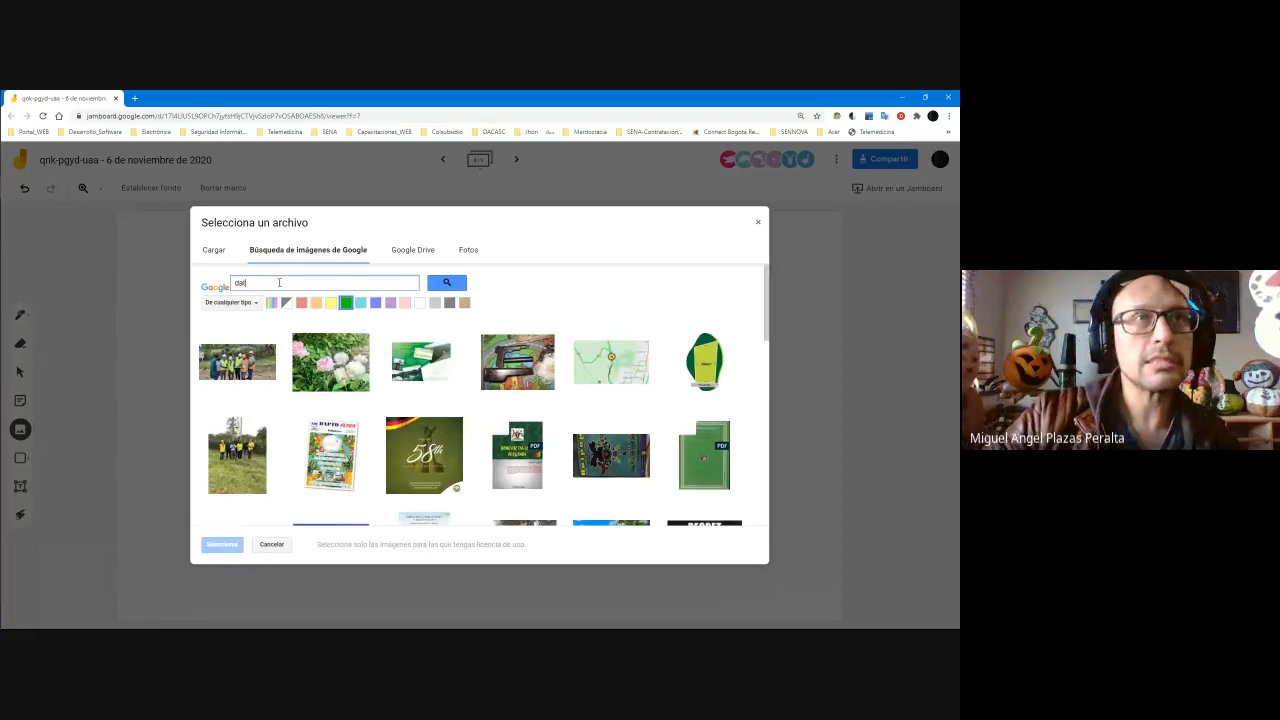 qnk-pgyd-uaa - 6 de noviembre
jamboard.google.com/d/17I4UU5L9OPCh7jytsH9jCTVjvSzloP7vOSABOAE5h8/viewer?f=7
Portal_WEB
Desarrollo_Software
Electrónica
Seguridad Informát...
Telemedicina
SENA
Capacitaciónes_WEB
Colsubsidio
DACASC
Jhon
Meritocracia
SENA-Contratación...
Connect Bogotá Re...
SENNOVA
Acer
Telemedicina
qnk-pgyd-uaa - 6 de noviembre de 2020
Compartir
Establecer fondo
Borrar marco
Abrir en un Jamboard
Selecciona un archivo
Cargar
Búsqueda de imágenes de Google
Google Drive
Fotos
Google
dat
De cualquier tipo
58th
PDF
PDF
Seleccionar
Cancelar
Selecciona solo las imágenes para las que tengas licencia de uso.
Miguel Angel Plazas Peralta